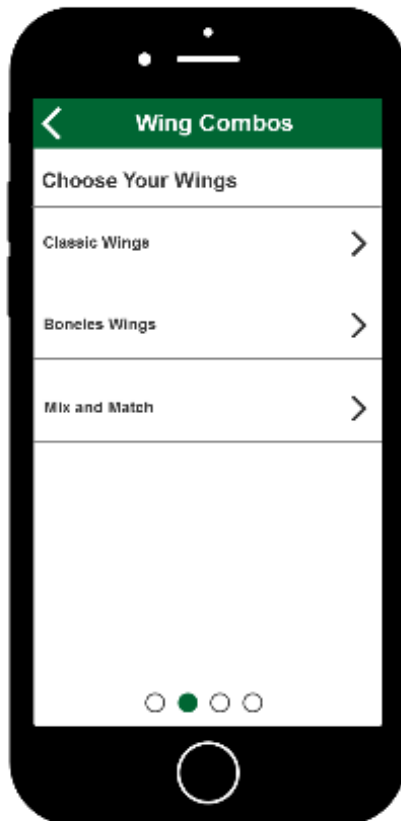 Wing Combos
Choose Your Wings
Classic Wings
Boneles Wings
Mix and Match